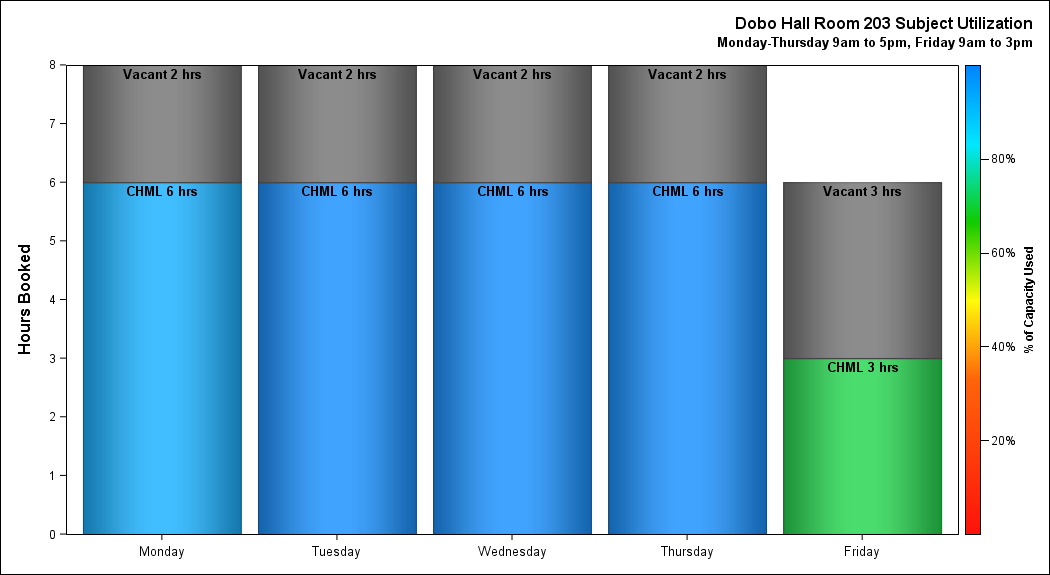 Dobo Hall Room 203 Subject Utilization
Monday-Thursday 9am to 5pm, Friday 9am to 3pm
Hours Booked
8
7
6
5
4
3
2
1
0
Vacant 2 hrs
Vacant 2 hrs
Vacant 2 hrs
Vacant 2 hrs
CHML 6 hrs
CHML 6 hrs
CHML 6 hrs
CHML 6 hrs
Vacant 3 hrs
CHML 3 hrs
Monday
Tuesday
Wednesday
Thursday
Friday
80%
60%
40%
20%
% of Capacity Used